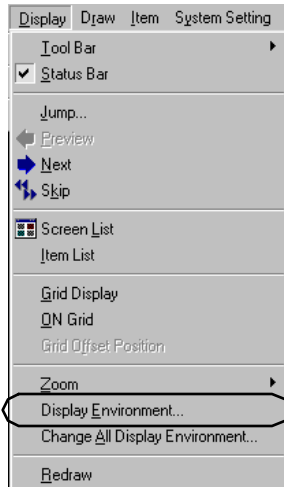 Display Draw Item System Setting
Tool Bar
Status Bar
Jump...
Preview
Next
Skip
Screen List
Item List
Grid Display
ON Grid
Grid Offset Position
Zoom
Display Environment...
Change All Display Environment...
Redraw